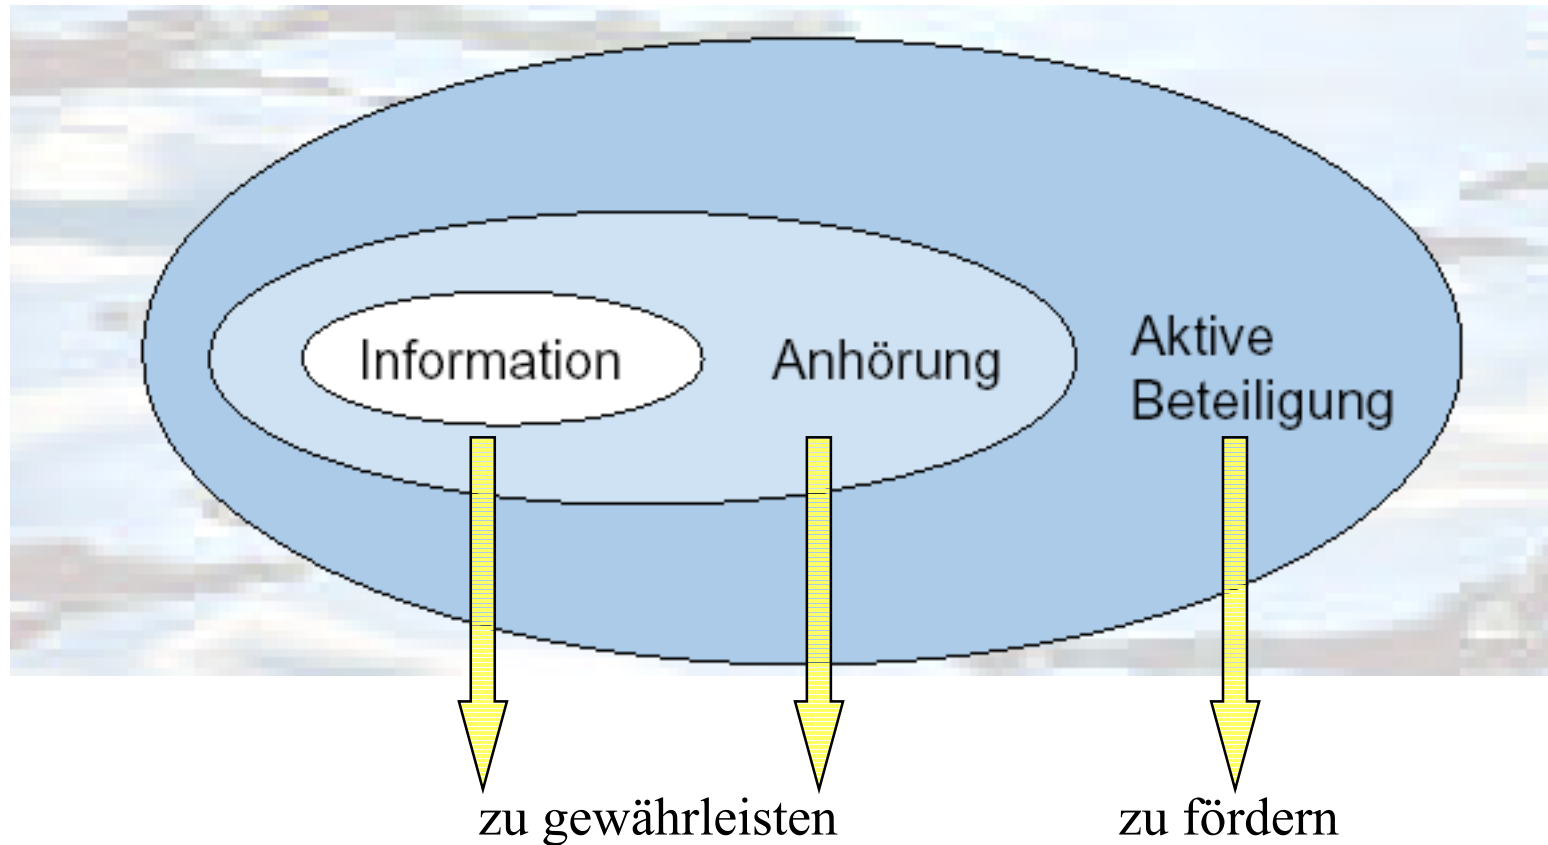 Information
Anhörung
Aktive
Beteiligung
zu gewährleisten
zu fördern